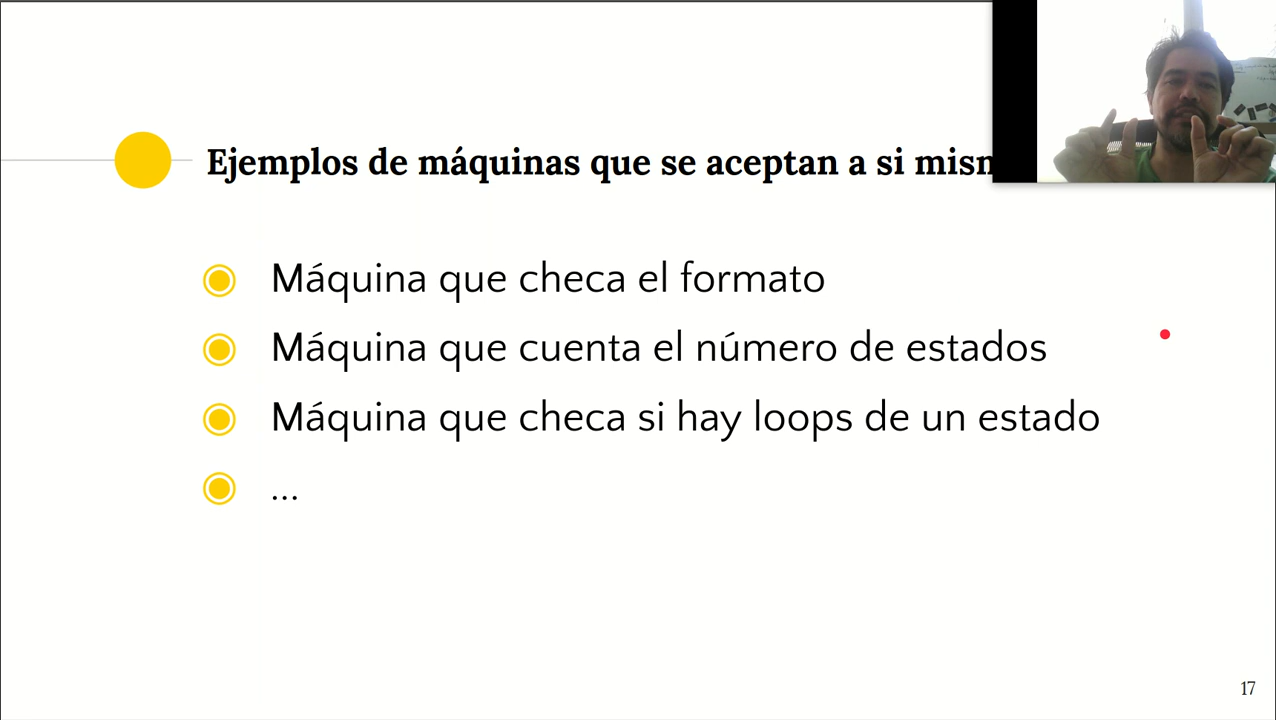 Ejemplos de máquinas que se aceptan a si
Máquina que checa el formato
Máquina que cuenta el número de estados
Máquina que checa si hay loops de un estado
...
17